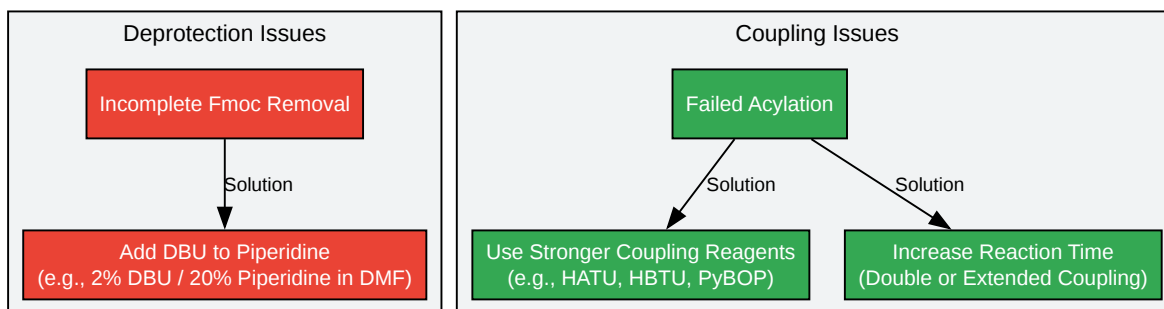 Deprotection Issues
Incomplete Fmoc Removal
Solution
Add DBU to Piperidine
(e.g., 2% DBU / 20% Piperidine in DMF)
Coupling Issues
Failed Acylation
Solution
Solution
Use Stronger Coupling Reagents
(e.g., HATU, HBTU, PyBOP)
Increase Reaction Time
(Double or Extended Coupling)